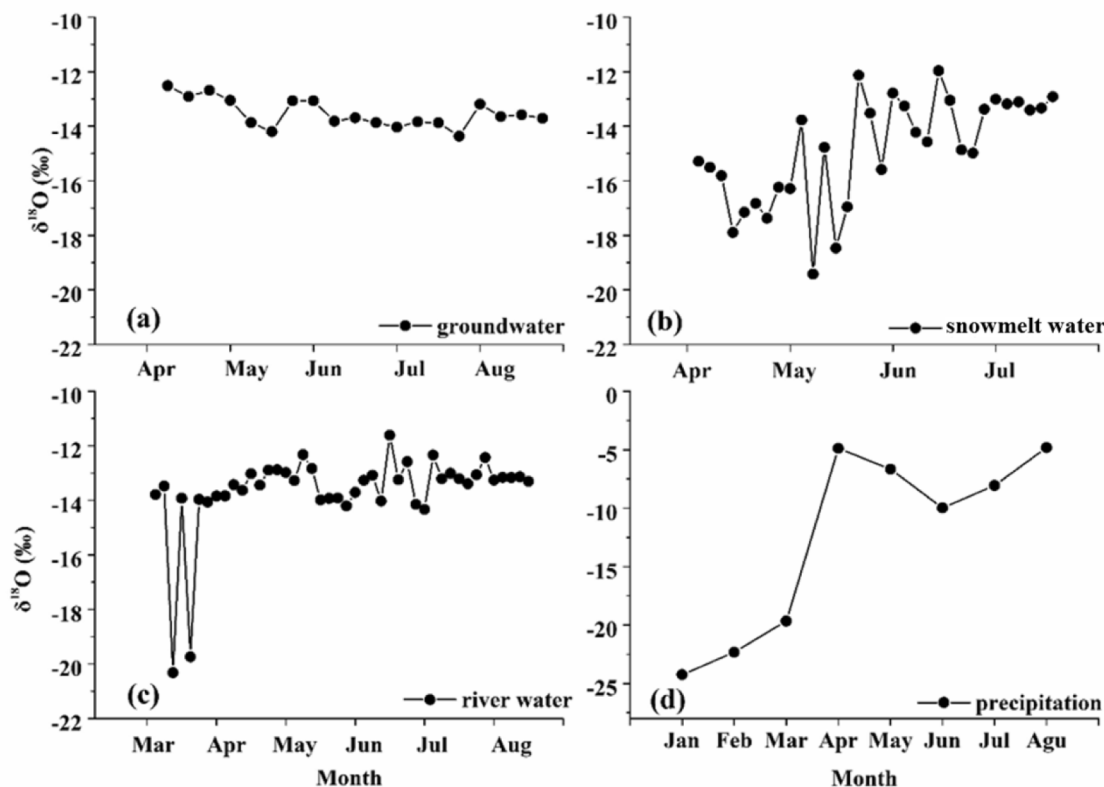 -10
-12
-14
-16
-18
-20
-22
δ¹⁸O (‰)
(a)
groundwater
Apr May Jun Jul Aug
-10
-12
-14
-16
-18
-20
-22
(b)
snowmelt water
Apr May Jun Jul
-10
-12
-14
-16
-18
-20
-22
δ¹⁸O (‰)
(c)
river water
Mar Apr May Jun Jul Aug
Month
0
-5
-10
-15
-20
-25
(d)
precipitation
Jan Feb Mar Apr May Jun Jul Agu
Month